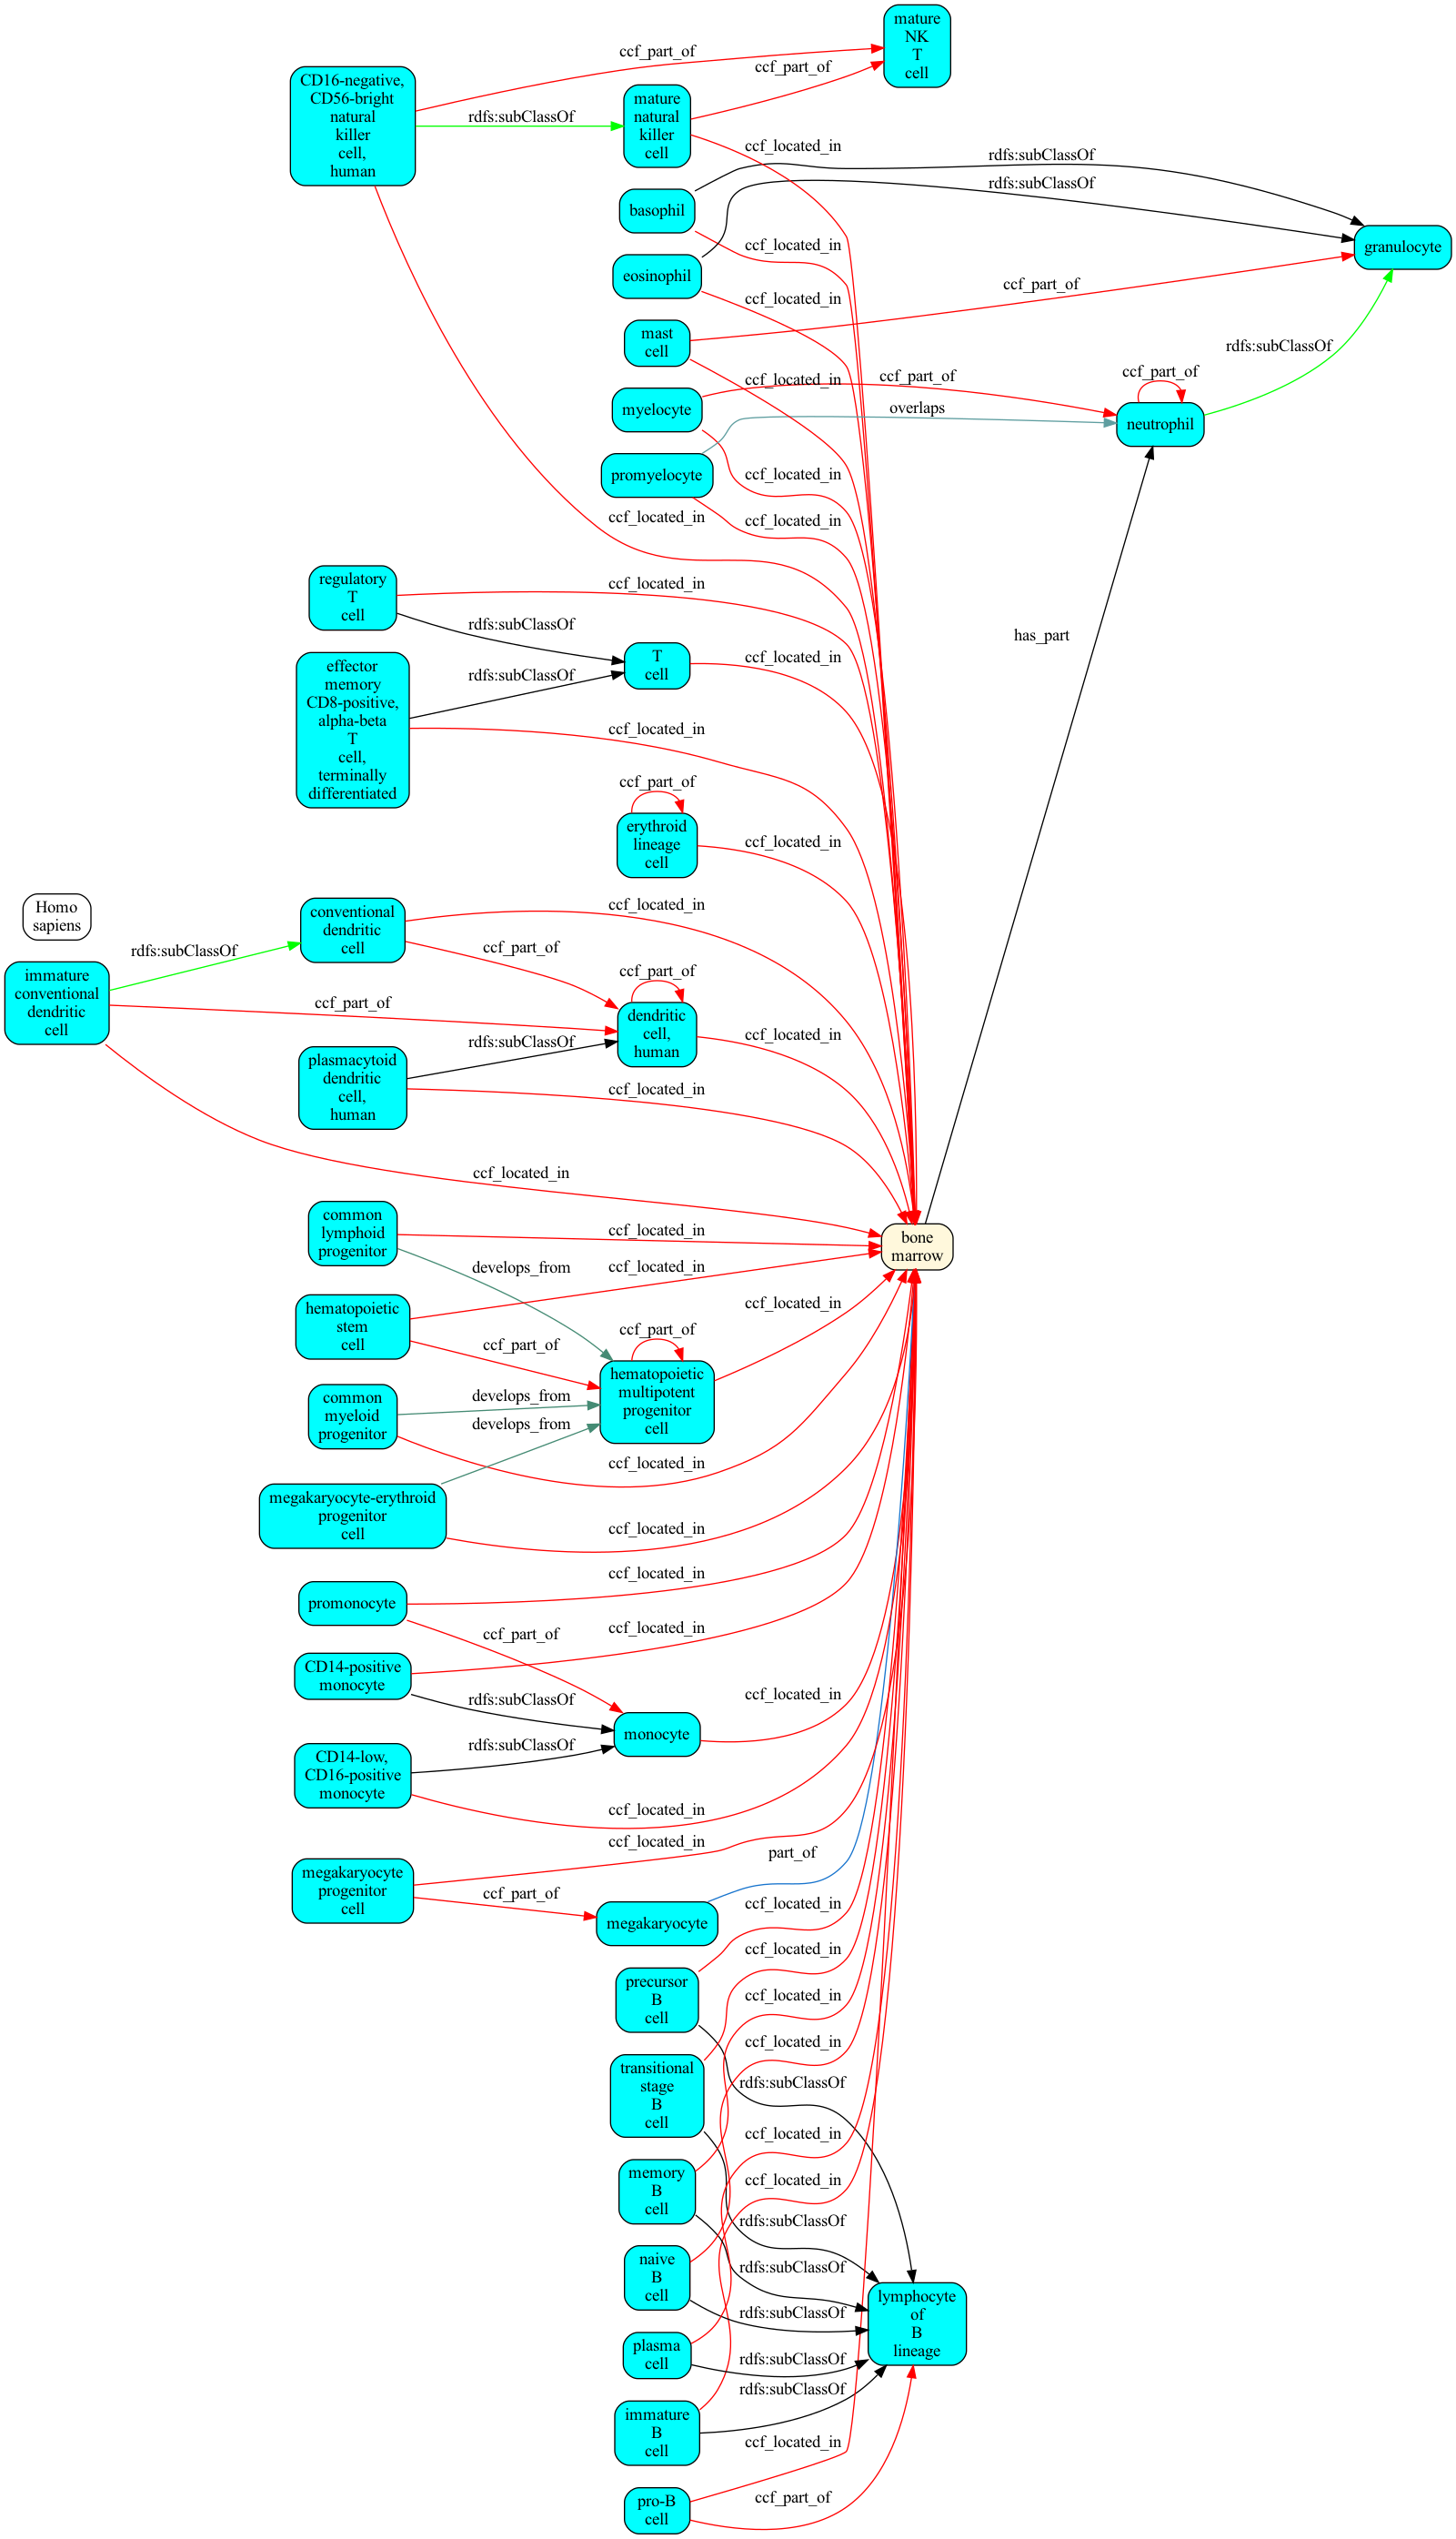 mature
NK
T
cell
ccf_part_of
ccf_part_of
CD16-negative,
CD56-bright
natural
killer
cell,
human
rdfs:subClassOf
mature
natural
killer
cell
ccf_located_in
rdfs:subClassOf
rdfs:subClassOf
basophil
ccf_located_in
granulocyte
eosinophil
ccf_located_in
ccf_part_of
mast
cell
rdfs:subClassOf
ccf_located_in
ccf_part_of
ccf_part_of
myelocyte
overlaps
neutrophil
promyelocyte
ccf_located_in
ccf_located_in
ccf_located_in
regulatory
T
cell
ccf_located_in
rdfs:subClassOf
has_part
T
cell
ccf_located_in
effector
memory
CD8-positive,
alpha-beta
T
cell,
terminally
differentiated
rdfs:subClassOf
ccf_located_in
ccf_part_of
erythroid
lineage
cell
ccf_located_in
Homo
sapiens
conventional
dendritic
cell
ccf_located_in
rdfs:subClassOf
ccf_part_of
immature
conventional
dendritic
cell
ccf_part_of
ccf_part_of
dendritic
cell,
human
ccf_located_in
rdfs:subClassOf
plasmacytoid
dendritic
cell,
human
ccf_located_in
ccf_located_in
common
lymphoid
progenitor
ccf_located_in
bone
marrow
develops_from
ccf_located_in
hematopoietic
stem
cell
ccf_located_in
ccf_part_of
ccf_part_of
hematopoietic
multipotent
progenitor
cell
common
myeloid
progenitor
develops_from
develops_from
ccf_located_in
megakaryocyte-erythroid
progenitor
cell
ccf_located_in
promonocyte
ccf_located_in
ccf_part_of
ccf_located_in
CD14-positive
monocyte
rdfs:subClassOf
ccf_located_in
monocyte
rdfs:subClassOf
CD14-low,
CD16-positive
monocyte
ccf_located_in
ccf_located_in
part_of
megakaryocyte
progenitor
cell
ccf_part_of
megakaryocyte
ccf_located_in
ccf_located_in
precursor
B
cell
ccf_located_in
ccf_located_in
transitional
stage
B
cell
rdfs:subClassOf
ccf_located_in
memory
B
cell
ccf_located_in
rdfs:subClassOf
naive
B
cell
rdfs:subClassOf
rdfs:subClassOf
lymphocyte
of
B
lineage
plasma
cell
rdfs:subClassOf
rdfs:subClassOf
immature
B
cell
ccf_located_in
pro-B
cell
ccf_part_of